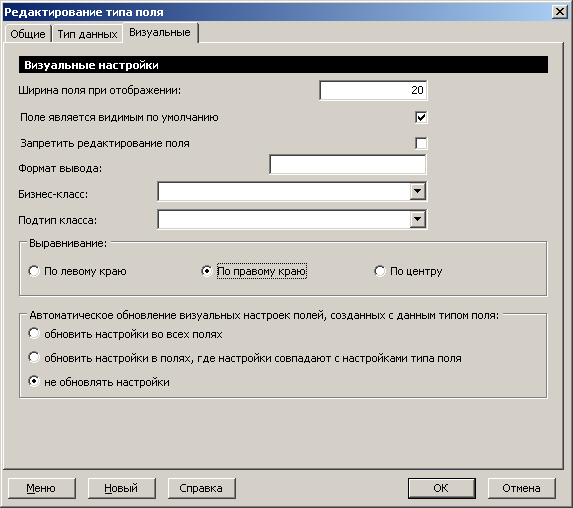 Редактирование типа поля
Общие Тип данных Визуальные
Визуальные настройки
Ширина поля при отображении: 20
Поле является видимым по умолчанию
Запретить редактирование поля
Формат вывода:
Бизнес-класс:
Подтип класса:
Выравнивание:
По левому краю По правому краю По центру
Автоматическое обновление визуальных настроек полей, созданных с данным типом поля:
обновить настройки во всех полях
обновить настройки в полях, где настройки совпадают с настройками типа поля
не обновлять настройки
Меню Новый Справка OK Отмена